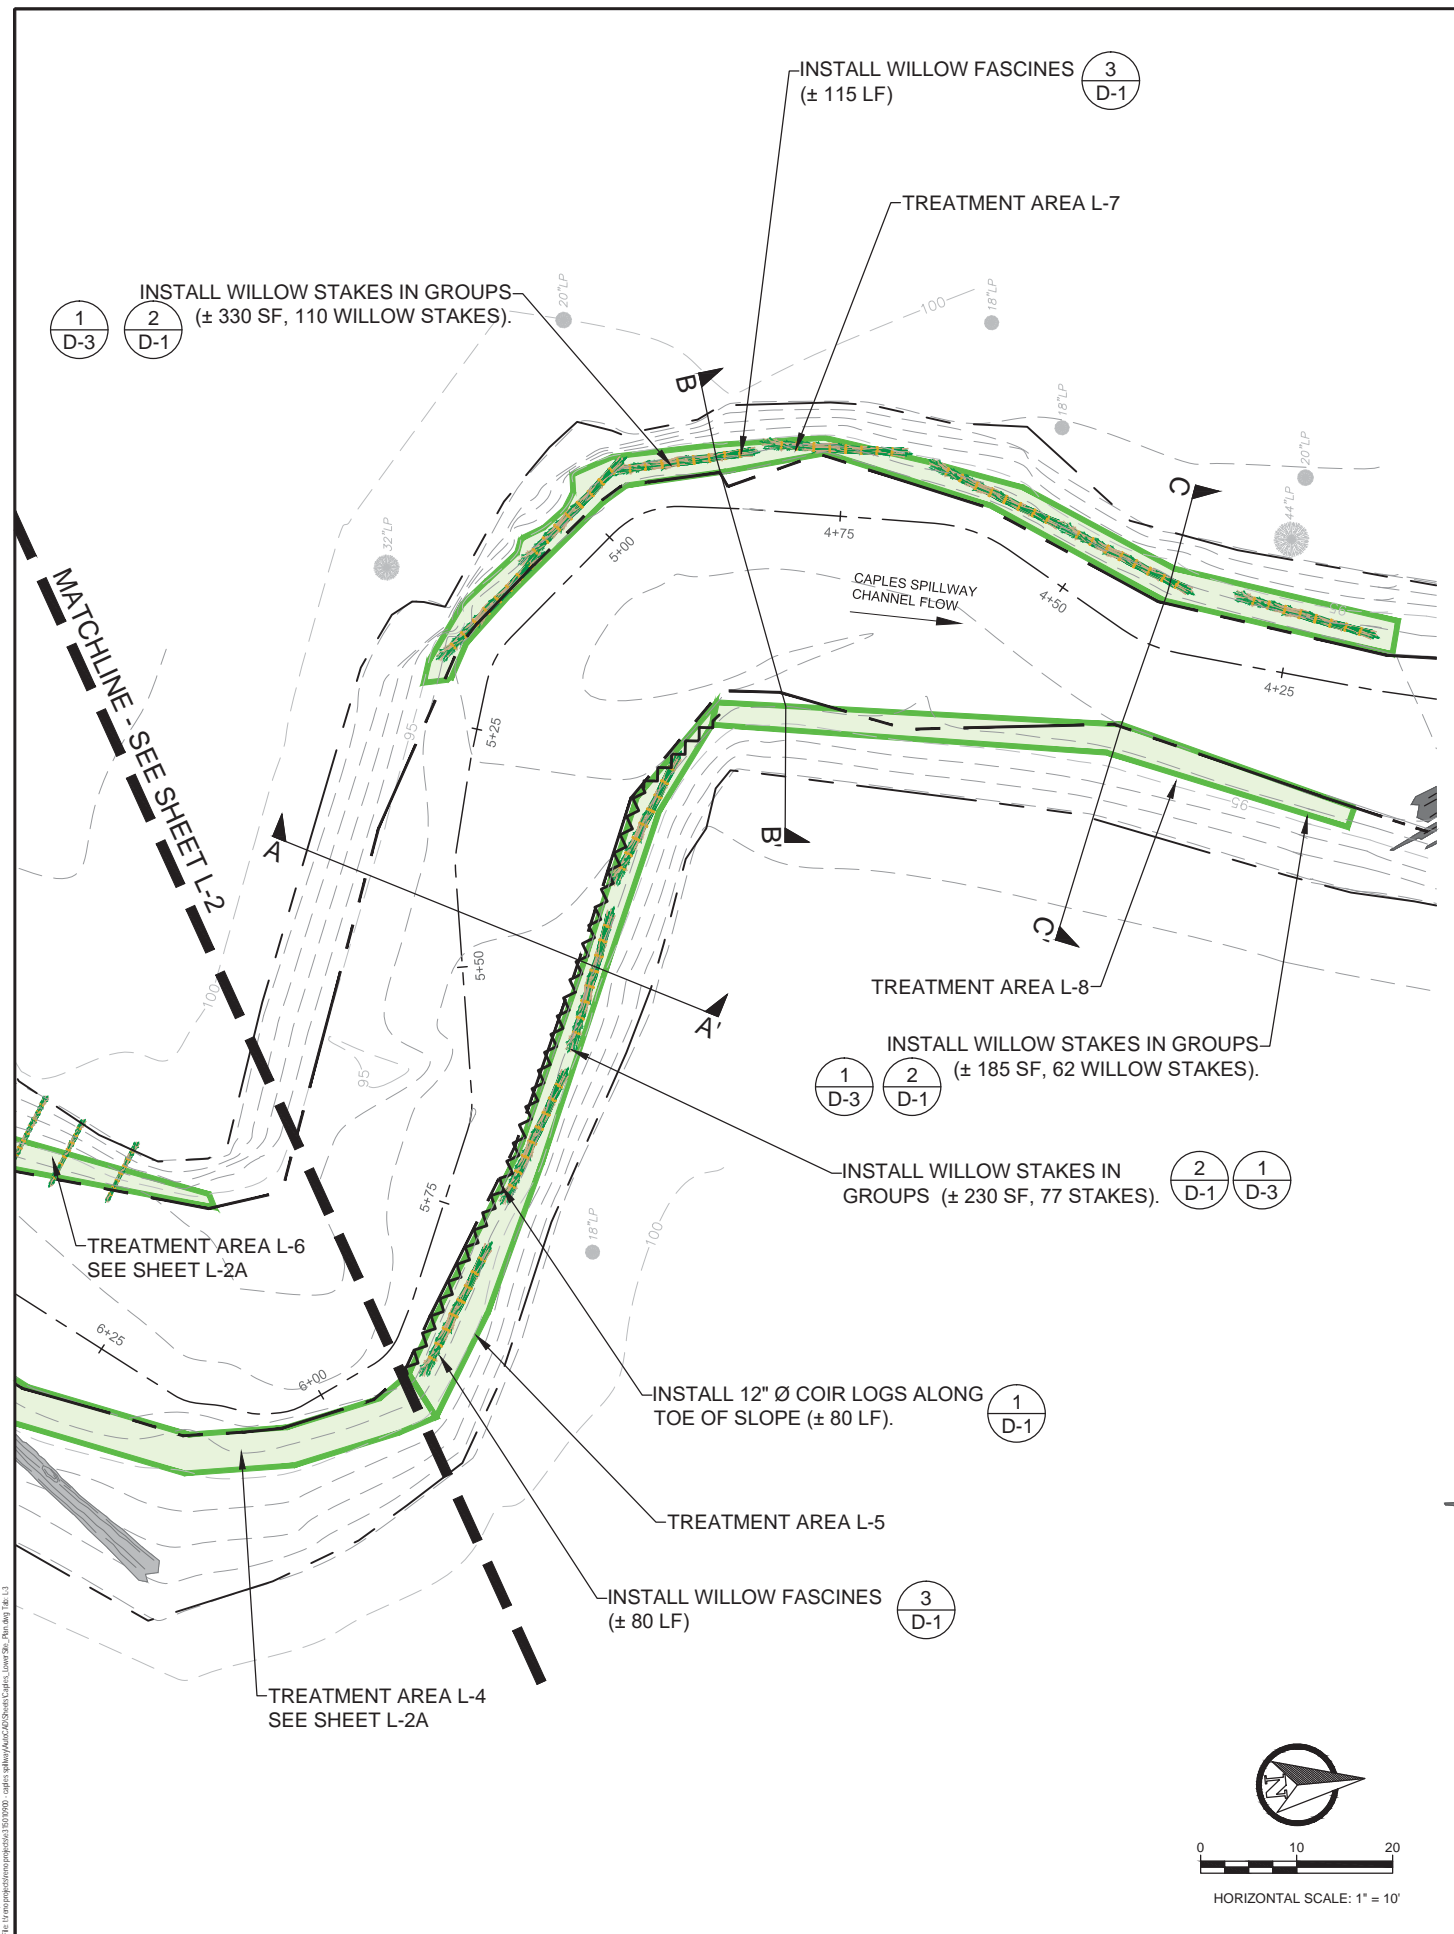 INSTALL WILLOW FASCINES
(± 115 LF)
3
D-1
TREATMENT AREA L-7
INSTALL WILLOW STAKES IN GROUPS
(± 330 SF, 110 WILLOW STAKES).
1
D-3
2
D-1
20"LP
100
18"LP
B
18"LP
20"LP
44"LP
C
32"LP
5+00
4+75
4+50
CAPLES SPILLWAY
CHANNEL FLOW
4+25
95
MATCHLINE - SEE SHEET L-2
95
5+25
A
B'
95
C'
5+50
100
A'
TREATMENT AREA L-8
INSTALL WILLOW STAKES IN GROUPS
(± 185 SF, 62 WILLOW STAKES).
1
D-3
2
D-1
95
INSTALL WILLOW STAKES IN
GROUPS (± 230 SF, 77 STAKES).
2
D-1
1
D-3
5+75
18"LP
100
TREATMENT AREA L-6
SEE SHEET L-2A
6+25
6+00
INSTALL 12" Ø COIR LOGS ALONG
TOE OF SLOPE (± 80 LF).
1
D-1
TREATMENT AREA L-5
INSTALL WILLOW FASCINES
(± 80 LF)
3
D-1
TREATMENT AREA L-4
SEE SHEET L-2A
N
0 10 20
HORIZONTAL SCALE: 1" = 10'